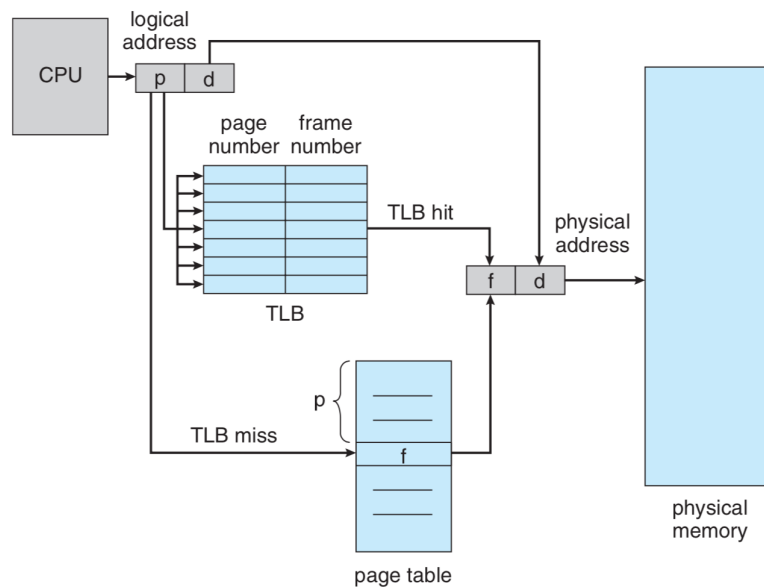 logical
address
CPU
p
d
page
number
frame
number
TLB hit
physical
address
f
d
TLB
p
TLB miss
f
page table
physical
memory